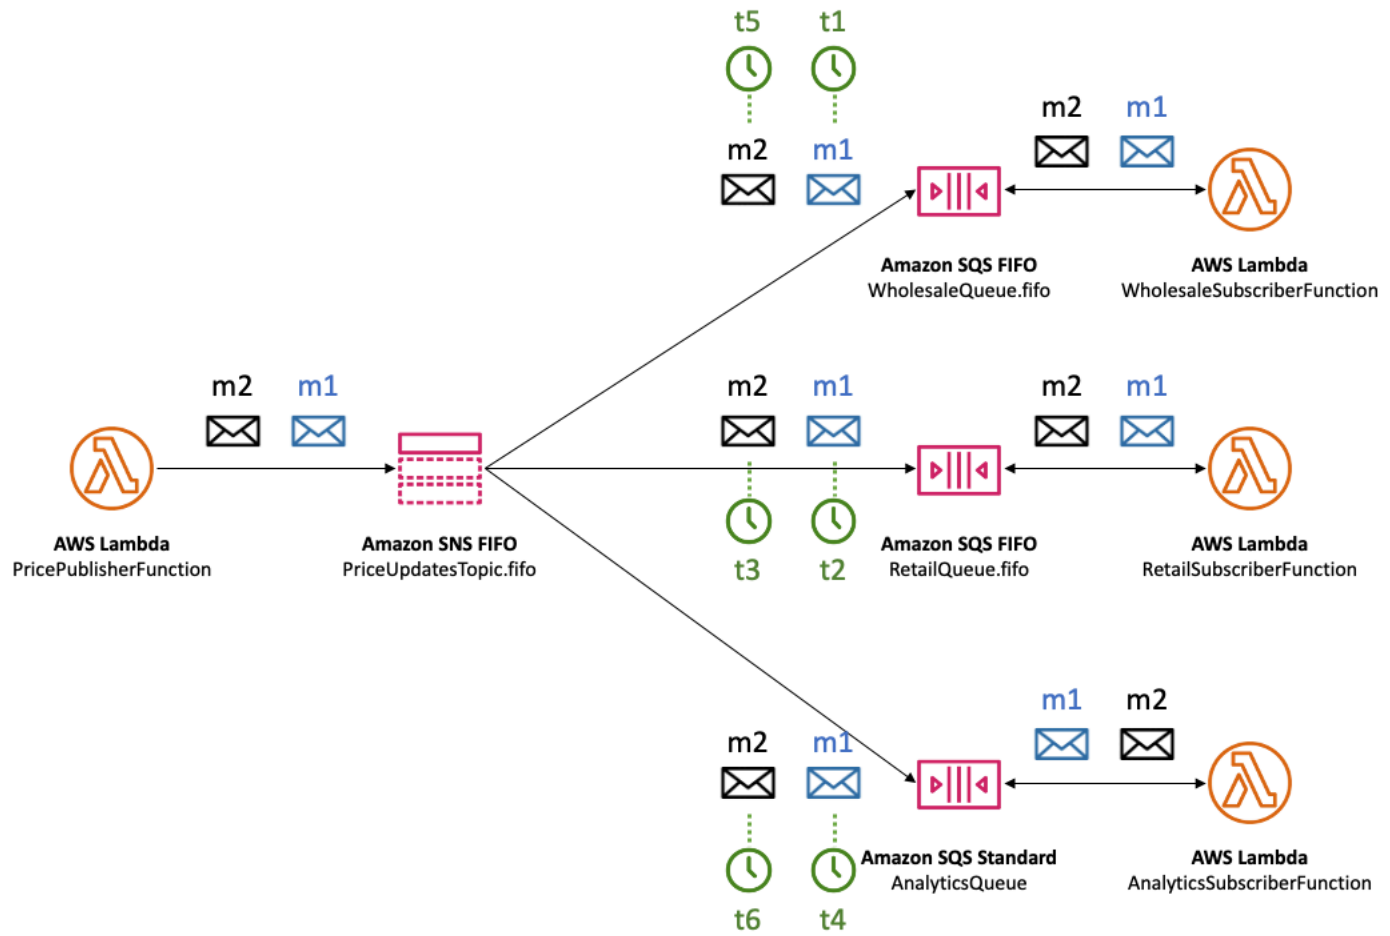 t5 t1
m2 m1
m2 m1
Amazon SQS FIFO
WholesaleQueue.fifo
AWS Lambda
WholesaleSubscriberFunction
m2 m1
m2 m1
m2 m1
t3 t2
AWS Lambda
PricePublisherFunction
Amazon SNS FIFO
PriceUpdatesTopic.fifo
Amazon SQS FIFO
RetailQueue.fifo
AWS Lambda
RetailSubscriberFunction
m1 m2
m2 m1
Amazon SQS Standard
AnalyticsQueue
AWS Lambda
AnalyticsSubscriberFunction
t6 t4